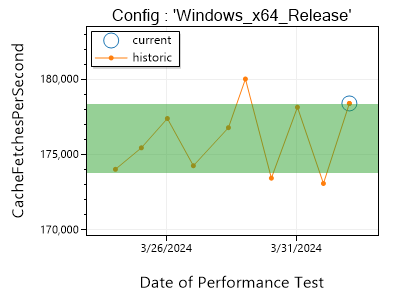 Config : 'Windows_x64_Release'
current
historic
CacheFetchesPerSecond
180,000
175,000
170,000
3/26/2024
3/31/2024
Date of Performance Test